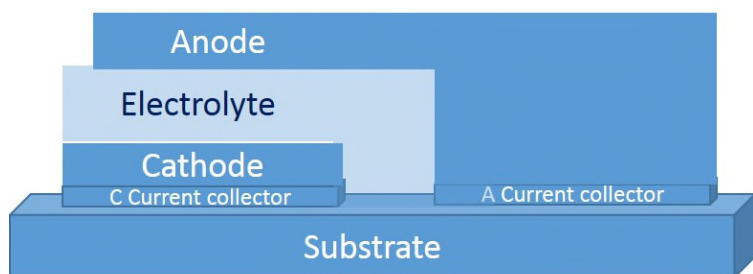 Anode
Electrolyte
Cathode
C Current collector
A Current collector
Substrate